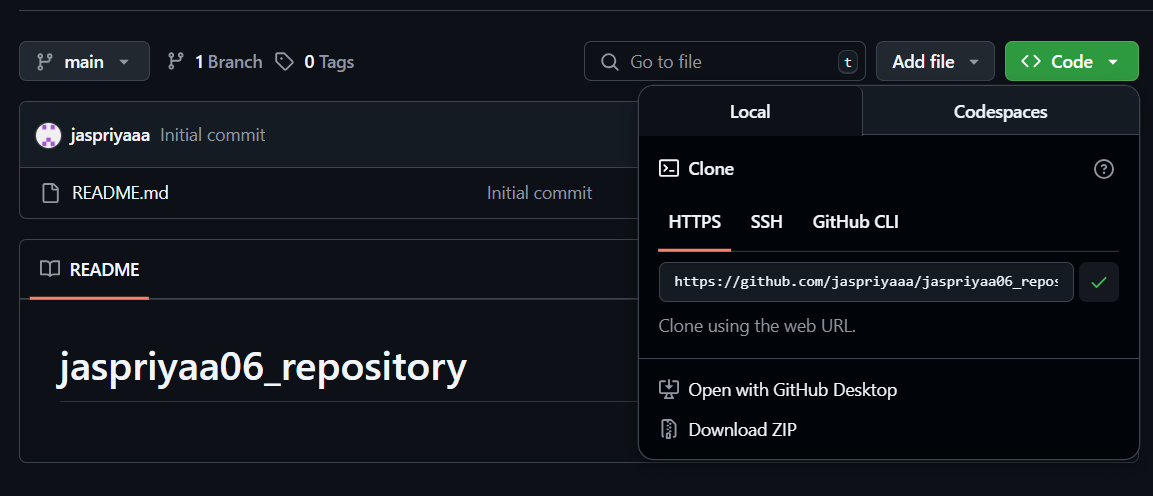 main 1 Branch 0 Tags Go to file t Add file Code
Local Codespaces
jaspriyaaa Initial commit
Clone
README.md Initial commit
HTTPS SSH GitHub CLI
README
https://github.com/jaspriyaaa/jaspriyaa06_repos
Clone using the web URL.
jaspriyaa06_repository
Open with GitHub Desktop
Download ZIP